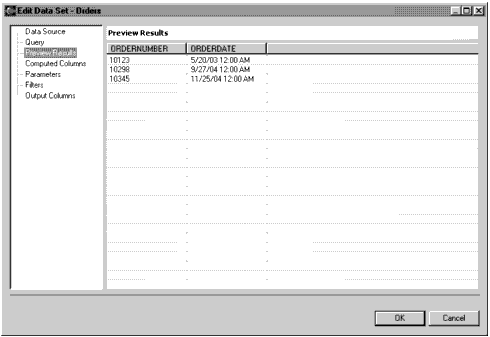 Edit Data Set - Orders
Data Source
Query
Preview Results
Computed Columns
Parameters
Filters
Output Columns
Preview Results
ORDERNUMBER ORDERDATE
10123 5/20/03 12:00 AM
10298 9/27/04 12:00 AM
10345 11/25/04 12:00 AM
OK Cancel